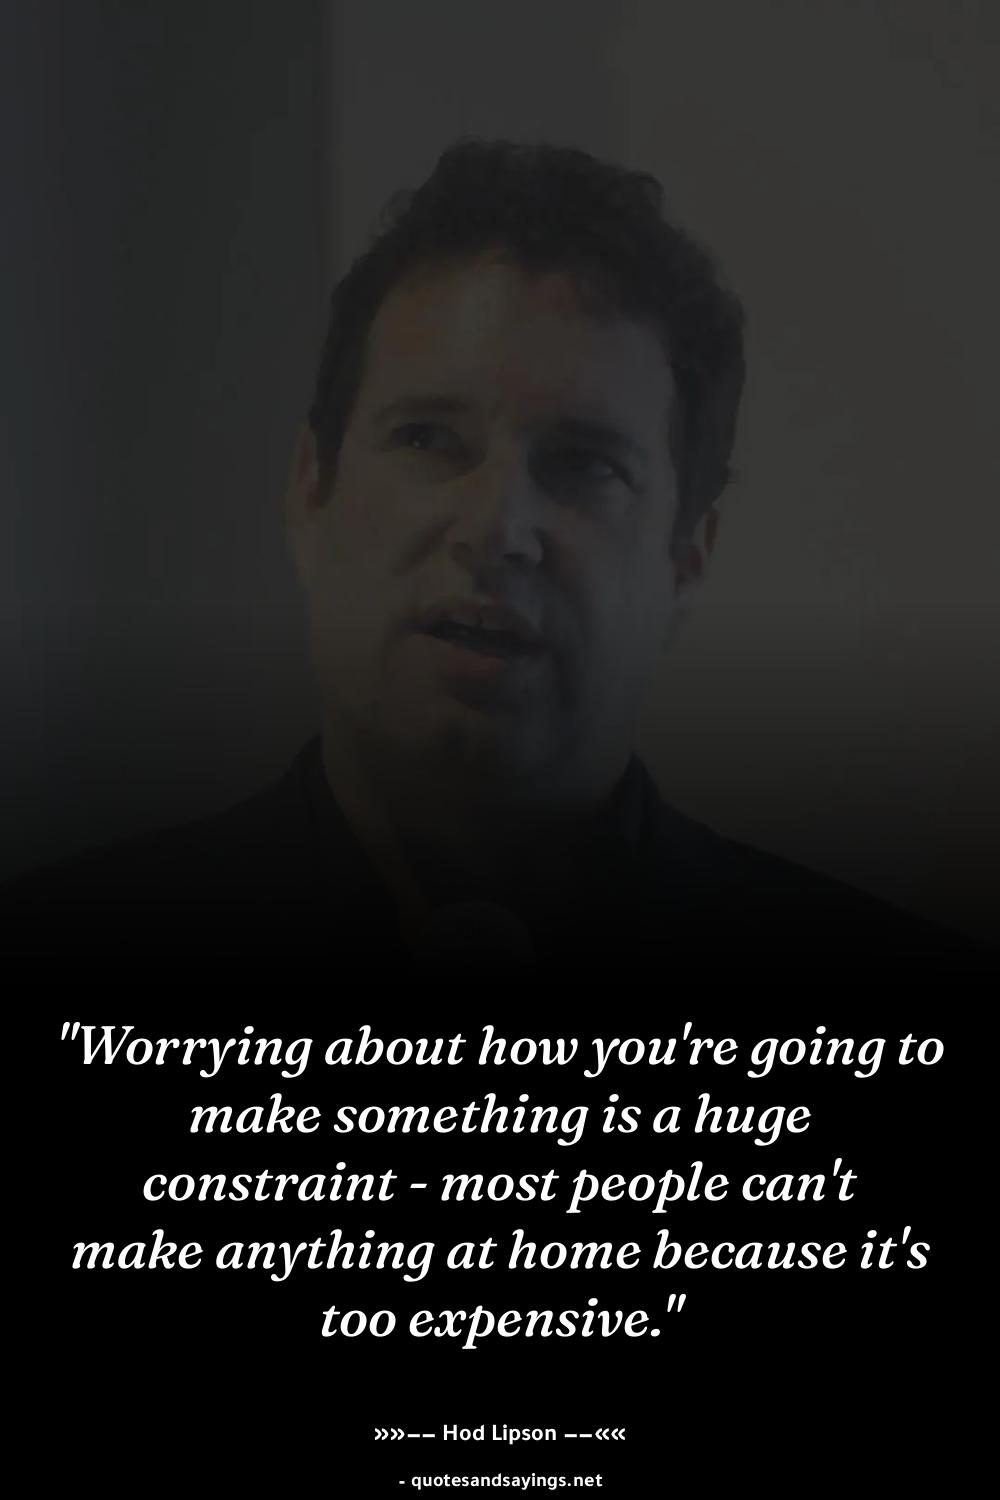 "Worrying about how you're going to
make something is a huge
constraint - most people can't
make anything at home because it's
too expensive."
»»—— Hod Lipson ——««
- quotesandsayings.net